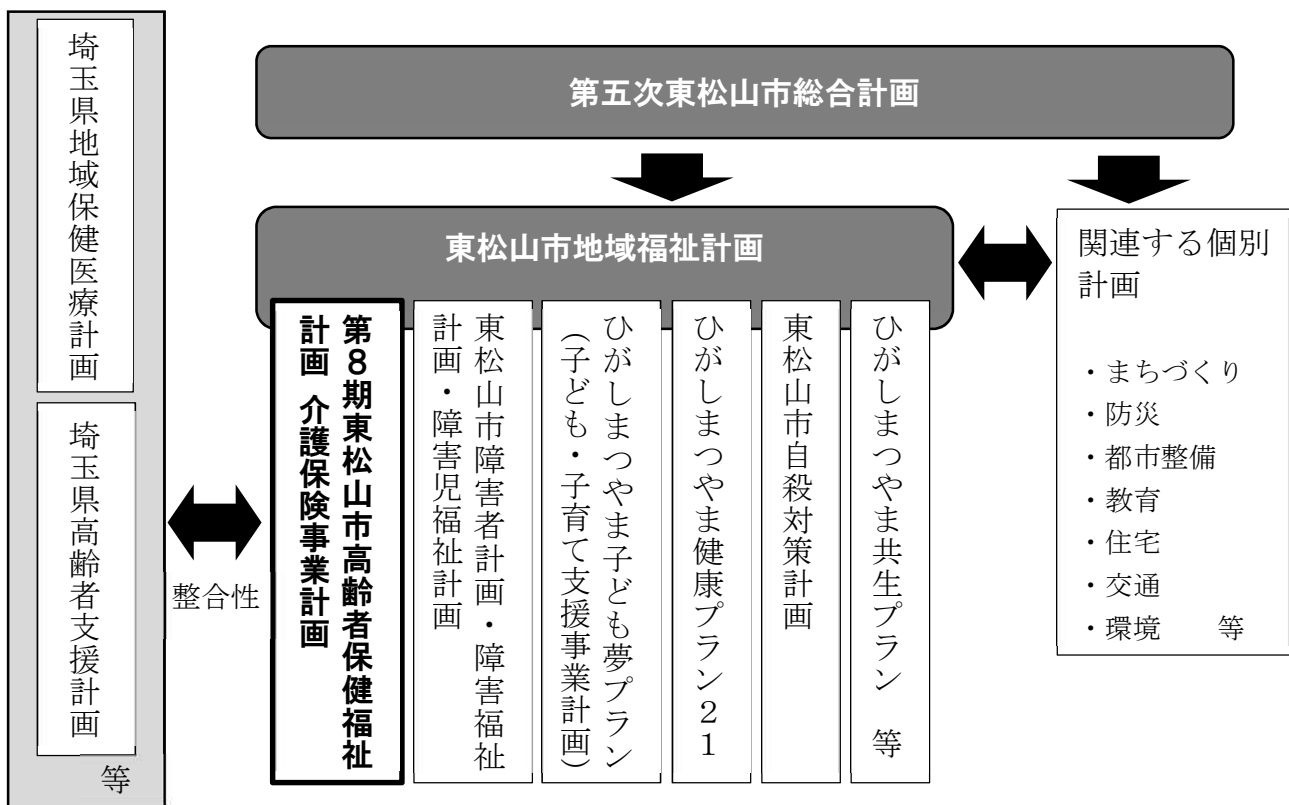 埼玉県地域保健医療計画
埼玉県高齢者支援計画
等
整合性
第五次東松山市総合計画
東松山市地域福祉計画
第8期東松山市高齢者保健福祉
計画 介護保険事業計画
東松山市障害者計画・障害福祉
計画・障害児福祉計画
ひがしまつやま子ども夢プラン
(子ども・子育て支援事業計画)
ひがしまつやま健康プラン21
東松山市自殺対策計画
ひがしまつやま共生プラン 等
関連する個別
計画
・まちづくり
・防災
・都市整備
・教育
・住宅
・交通
・環境 等